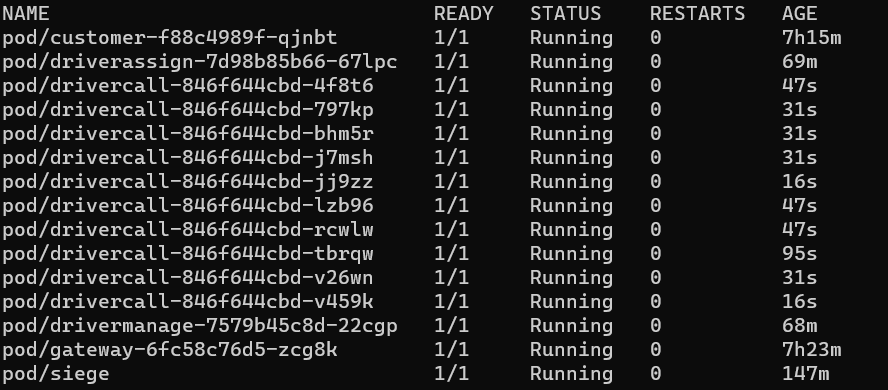 NAME READY STATUS RESTARTS AGE
pod/customer-f88c4989f-qjnbt 1/1 Running 0 7h15m
pod/driverassign-7d98b85b66-67lpc 1/1 Running 0 69m
pod/drivercall-846f644cbd-4f8t6 1/1 Running 0 47s
pod/drivercall-846f644cbd-797kp 1/1 Running 0 31s
pod/drivercall-846f644cbd-bhm5r 1/1 Running 0 31s
pod/drivercall-846f644cbd-j7msh 1/1 Running 0 31s
pod/drivercall-846f644cbd-jj9zz 1/1 Running 0 16s
pod/drivercall-846f644cbd-lzb96 1/1 Running 0 47s
pod/drivercall-846f644cbd-rcwlw 1/1 Running 0 47s
pod/drivercall-846f644cbd-tbrqw 1/1 Running 0 95s
pod/drivercall-846f644cbd-v26wn 1/1 Running 0 31s
pod/drivercall-846f644cbd-v459k 1/1 Running 0 16s
pod/drivermanage-7579b45c8d-22cgp 1/1 Running 0 68m
pod/gateway-6fc58c76d5-zcg8k 1/1 Running 0 7h23m
pod/siege 1/1 Running 0 147m